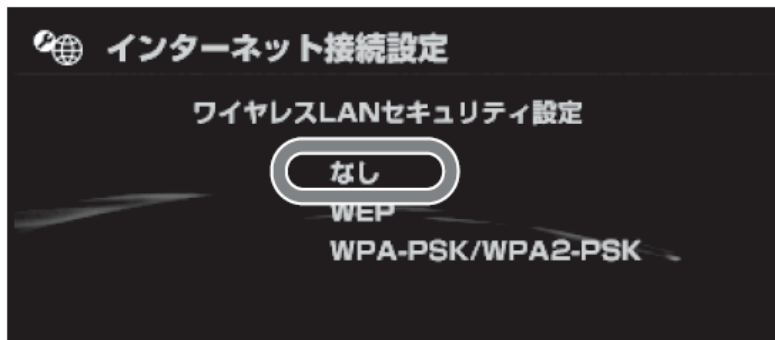 インターネット接続設定
ワイヤレスLANセキュリティ設定
なし
WEP
WPA-PSK/WPA2-PSK